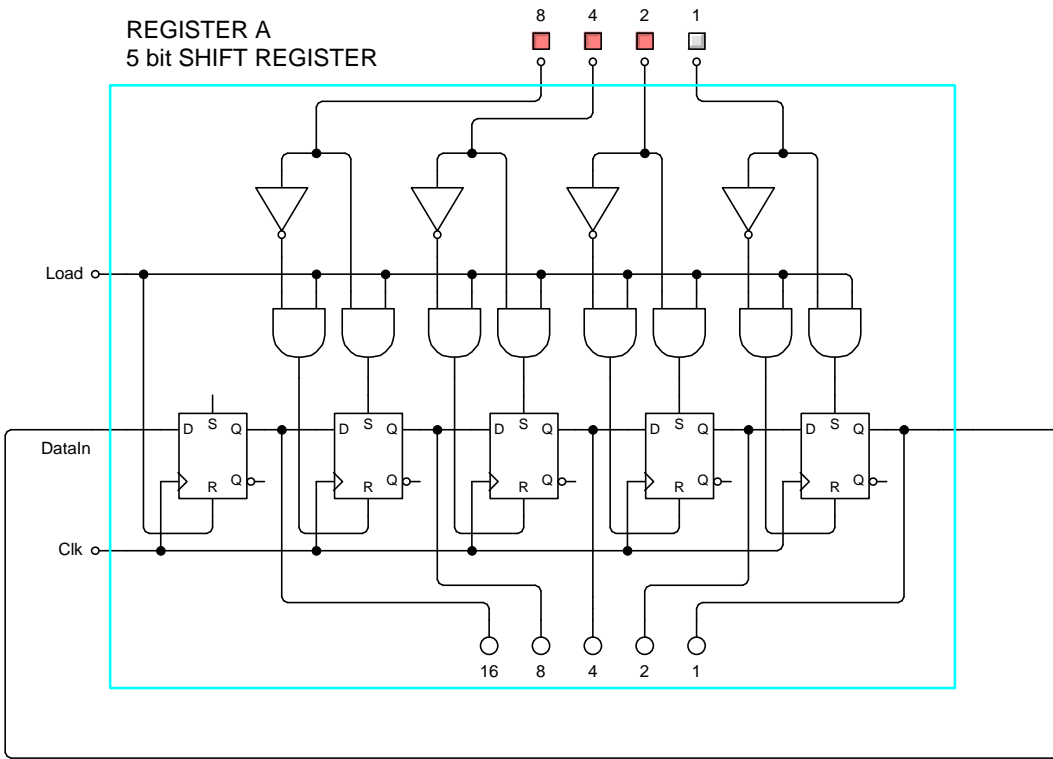 8 4 2 1
REGISTER A
5 bit SHIFT REGISTER
Load
D S Q D S Q D S Q D S Q D S Q
DataIn
Q Q Q Q Q
R R R R R
Clk
16 8 4 2 1